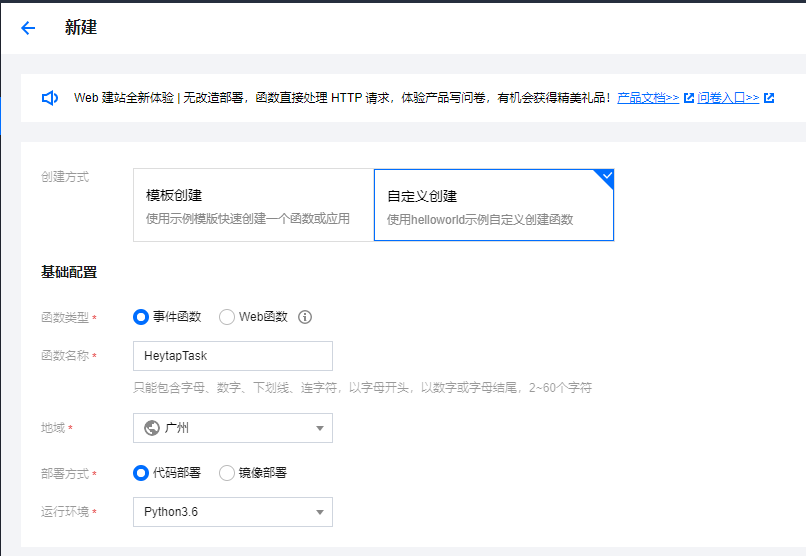 新建
Web 建站全新体验 | 无改造部署，函数直接处理 HTTP 请求，体验产品写问卷，有机会获得精美礼品！产品文档>> 问卷入口>>
创建方式
模板创建
使用示例模版快速创建一个函数或应用
自定义创建
使用helloworld示例自定义创建函数
基础配置
函数类型 * 事件函数 Web函数
函数名称 * HeytapTask
只能包含字母、数字、下划线、连字符，以字母开头，以数字或字母结尾，2~60个字符
地域 * 广州
部署方式 * 代码部署 镜像部署
运行环境 * Python3.6